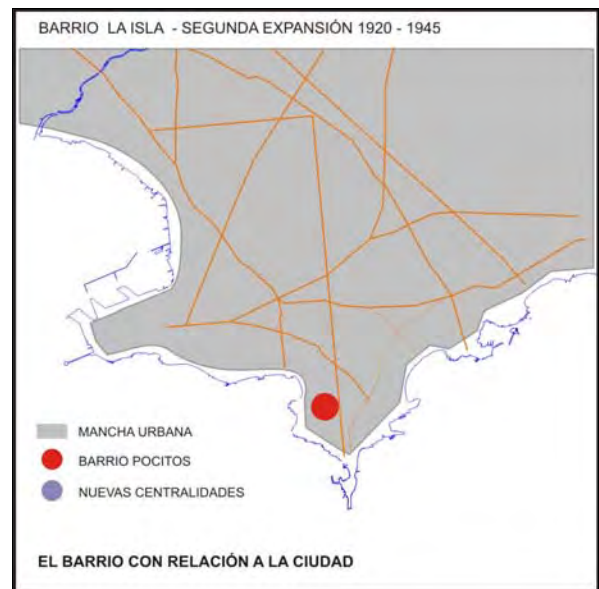 BARRIO LA ISLA - SEGUNDA EXPANSIÓN 1920 - 1945
MANCHA URBANA
BARRIO POCITOS
NUEVAS CENTRALIDADES
EL BARRIO CON RELACIÓN A LA CIUDAD